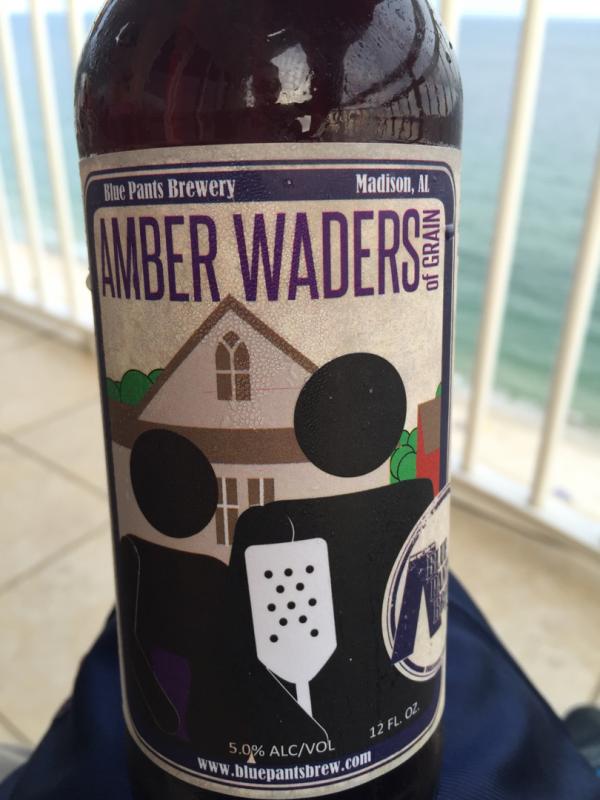 Blue Pants Brewery Madison, AL
AMBER WADERS of GRAIN
5.0% ALC/VOL 12 FL. OZ.
www.bluepantsbrew.com